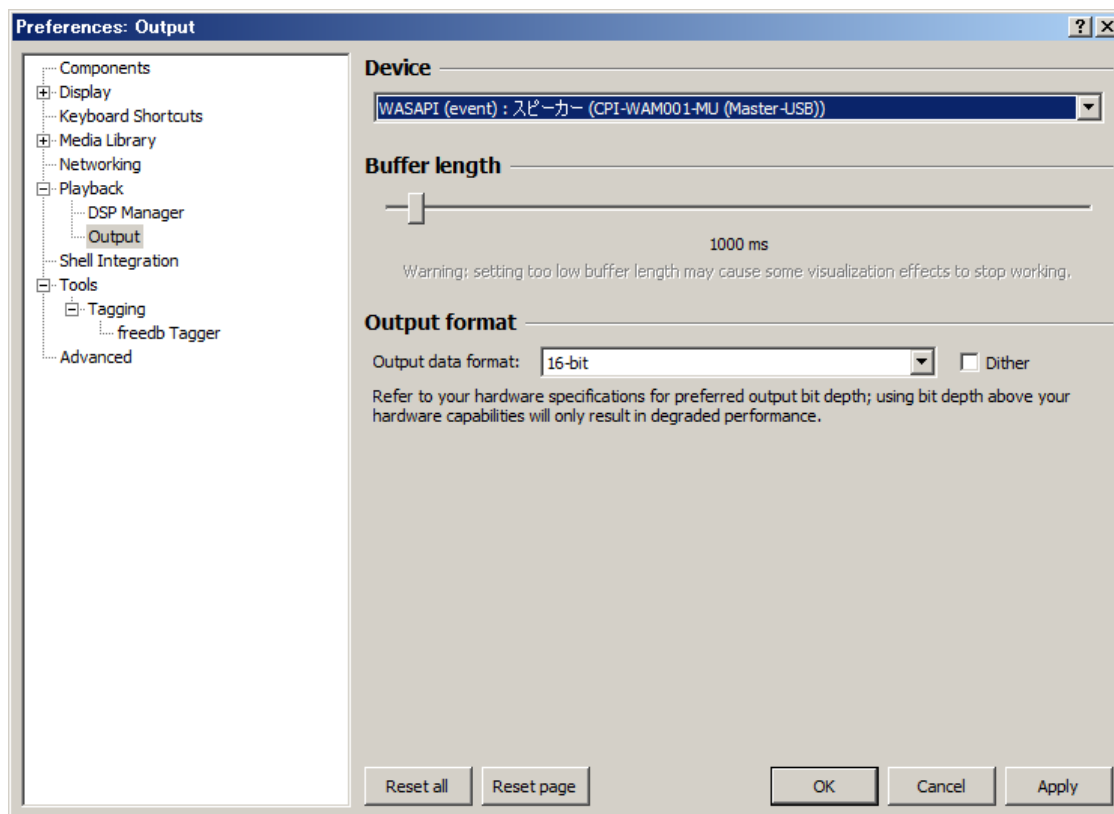 Preferences: Output
Components
Display
Keyboard Shortcuts
Media Library
Networking
Playback
DSP Manager
Output
Shell Integration
Tools
Tagging
freedb Tagger
Advanced
Device
WASAPI (event) : スピーカー (CPI-WAM001-MU (Master-USB))
Buffer length
1000 ms
Warning: setting too low buffer length may cause some visualization effects to stop working.
Output format
Output data format: 16-bit Dither
Refer to your hardware specifications for preferred output bit depth; using bit depth above your
hardware capabilities will only result in degraded performance.
Reset all Reset page OK Cancel Apply